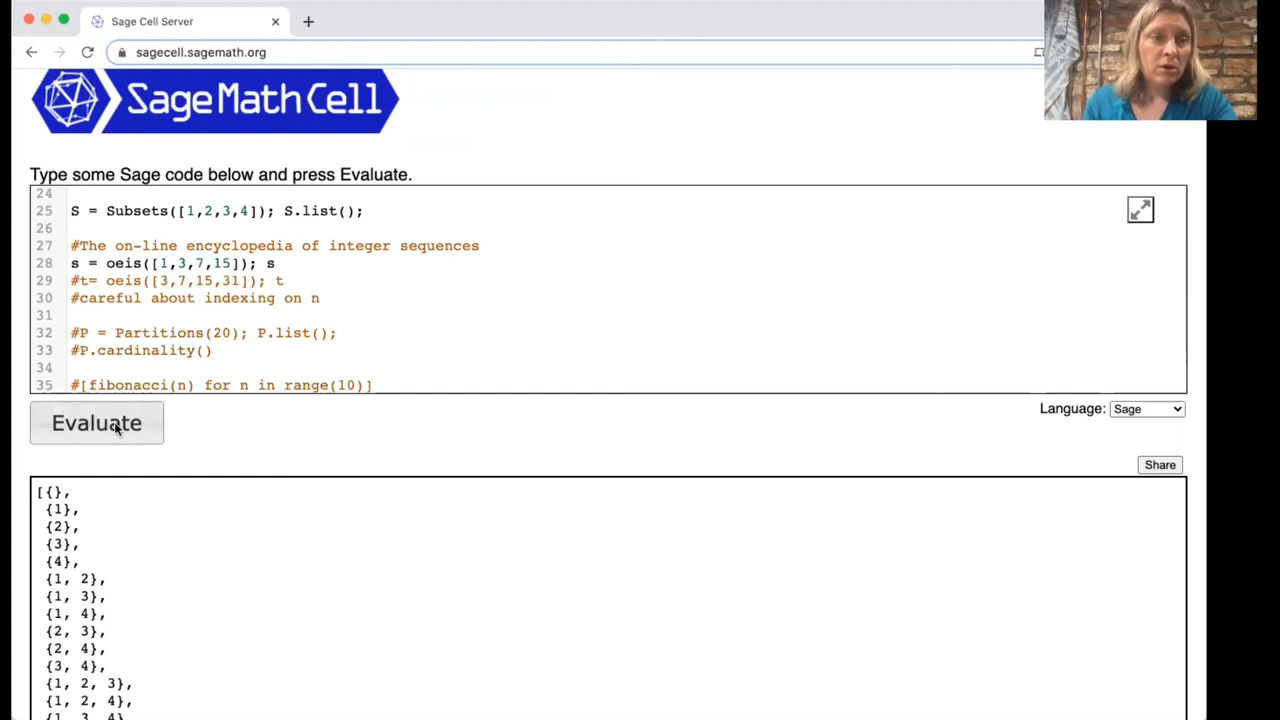 Sage Cell Server
sagecell.sagemath.org
SageMathCell
Type some Sage code below and press Evaluate.
24
25 S = Subsets([1,2,3,4]); S.list();
26
27 #The on-line encyclopedia of integer sequences
28 s = oeis([1,3,7,15]); s
29 #t= oeis([3,7,15,31]); t
30 #careful about indexing on n
31
32 #P = Partitions(20); P.list();
33 #P.cardinality()
34
35 #[fibonacci(n) for n in range(10)]
Evaluate
Language: Sage
Share
[{},
{1},
{2},
{3},
{4},
{1, 2},
{1, 3},
{1, 4},
{2, 3},
{2, 4},
{3, 4},
{1, 2, 3},
{1, 2, 4},
{1, 3, 4}